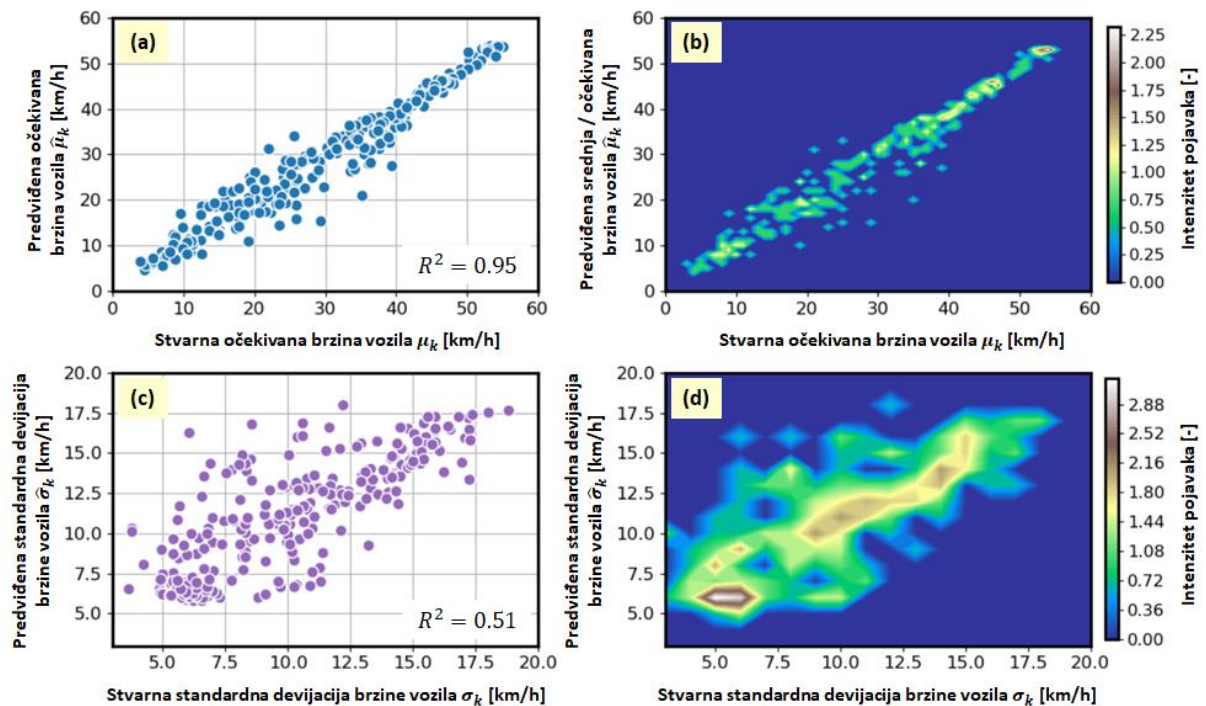 (a)
Predviđena očekivana
brzina vozila μ̂k [km/h]
60
50
40
30
20
10
0
R² = 0.95
0 10 20 30 40 50 60
Stvarna očekivana brzina vozila μk [km/h]
(b)
Predviđena srednja / očekivana
brzina vozila μ̂k [km/h]
60
50
40
30
20
10
0
0 10 20 30 40 50 60
Stvarna očekivana brzina vozila μk [km/h]
2.25
2.00
1.75
1.50
1.25
1.00
0.75
0.50
0.25
0.00
Intenzitet pojavaka [-]
(c)
Predviđena standardna devijacija
brzine vozila σ̂k [km/h]
20.0
17.5
15.0
12.5
10.0
7.5
5.0
R² = 0.51
5.0 7.5 10.0 12.5 15.0 17.5 20.0
Stvarna standardna devijacija brzine vozila σk [km/h]
(d)
Predviđena standardna devijacija
brzine vozila σ̂k [km/h]
20.0
17.5
15.0
12.5
10.0
7.5
5.0
5.0 7.5 10.0 12.5 15.0 17.5 20.0
Stvarna standardna devijacija brzine vozila σk [km/h]
2.88
2.52
2.16
1.80
1.44
1.08
0.72
0.36
0.00
Intenzitet pojavaka [-]